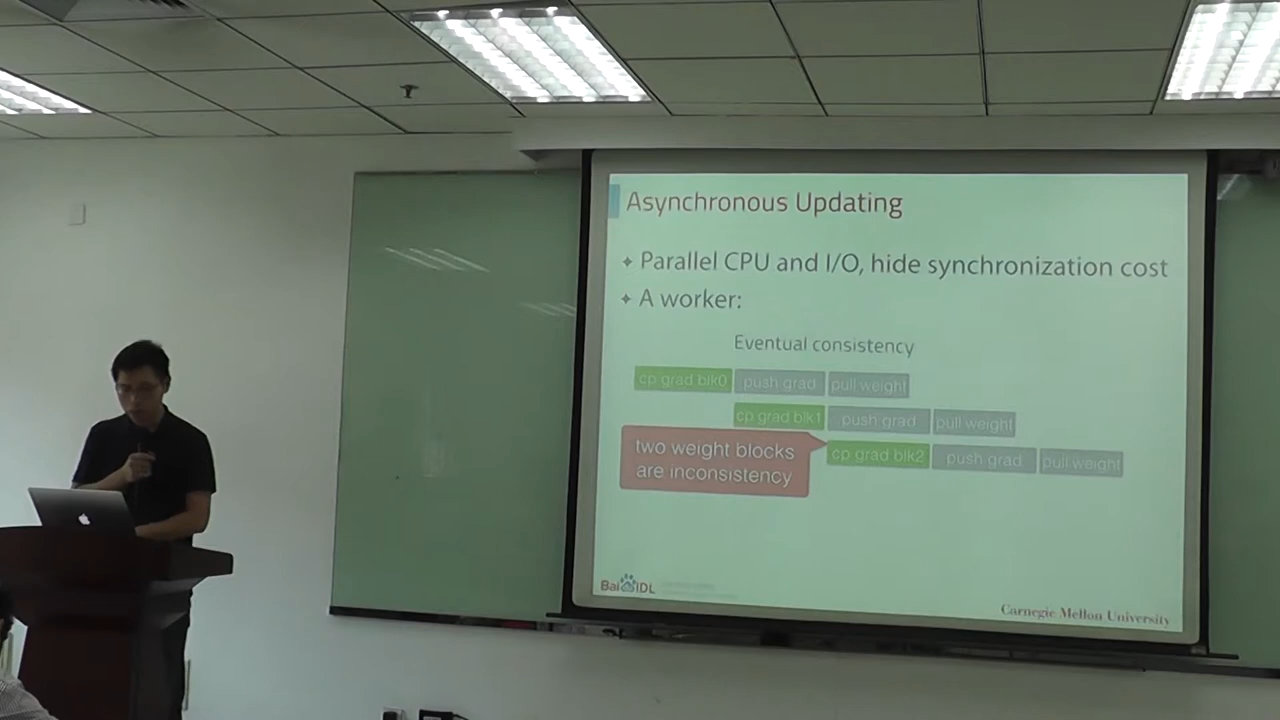 Asynchronous Updating
Parallel CPU and I/O, hide synchronization cost
A worker:
Eventual consistency
cp grad blk0 push grad pull weight
cp grad blk1 push grad pull weight
two weight blocks
are inconsistency
cp grad blk2 push grad pull weight
Bai IDL
Carnegie Mellon University